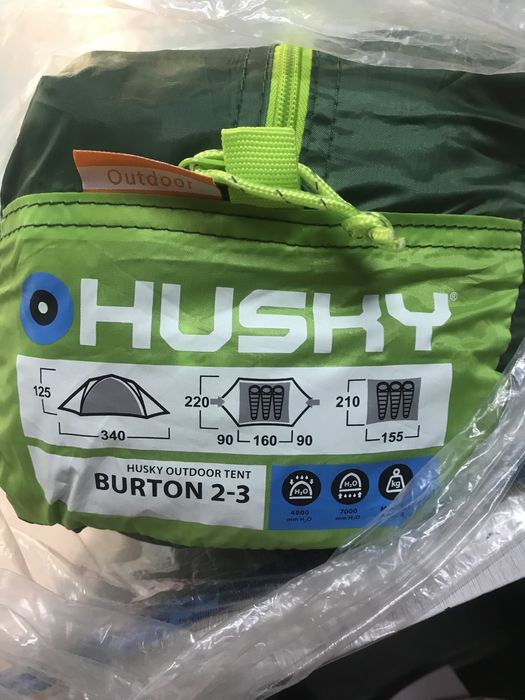 Outdoor
HUSKY®
125
340
220
90 160 90
210
155
HUSKY OUTDOOR TENT
BURTON 2-3
H₂O
H₂O
kg
4000
mm H₂O
7000
mm H₂O